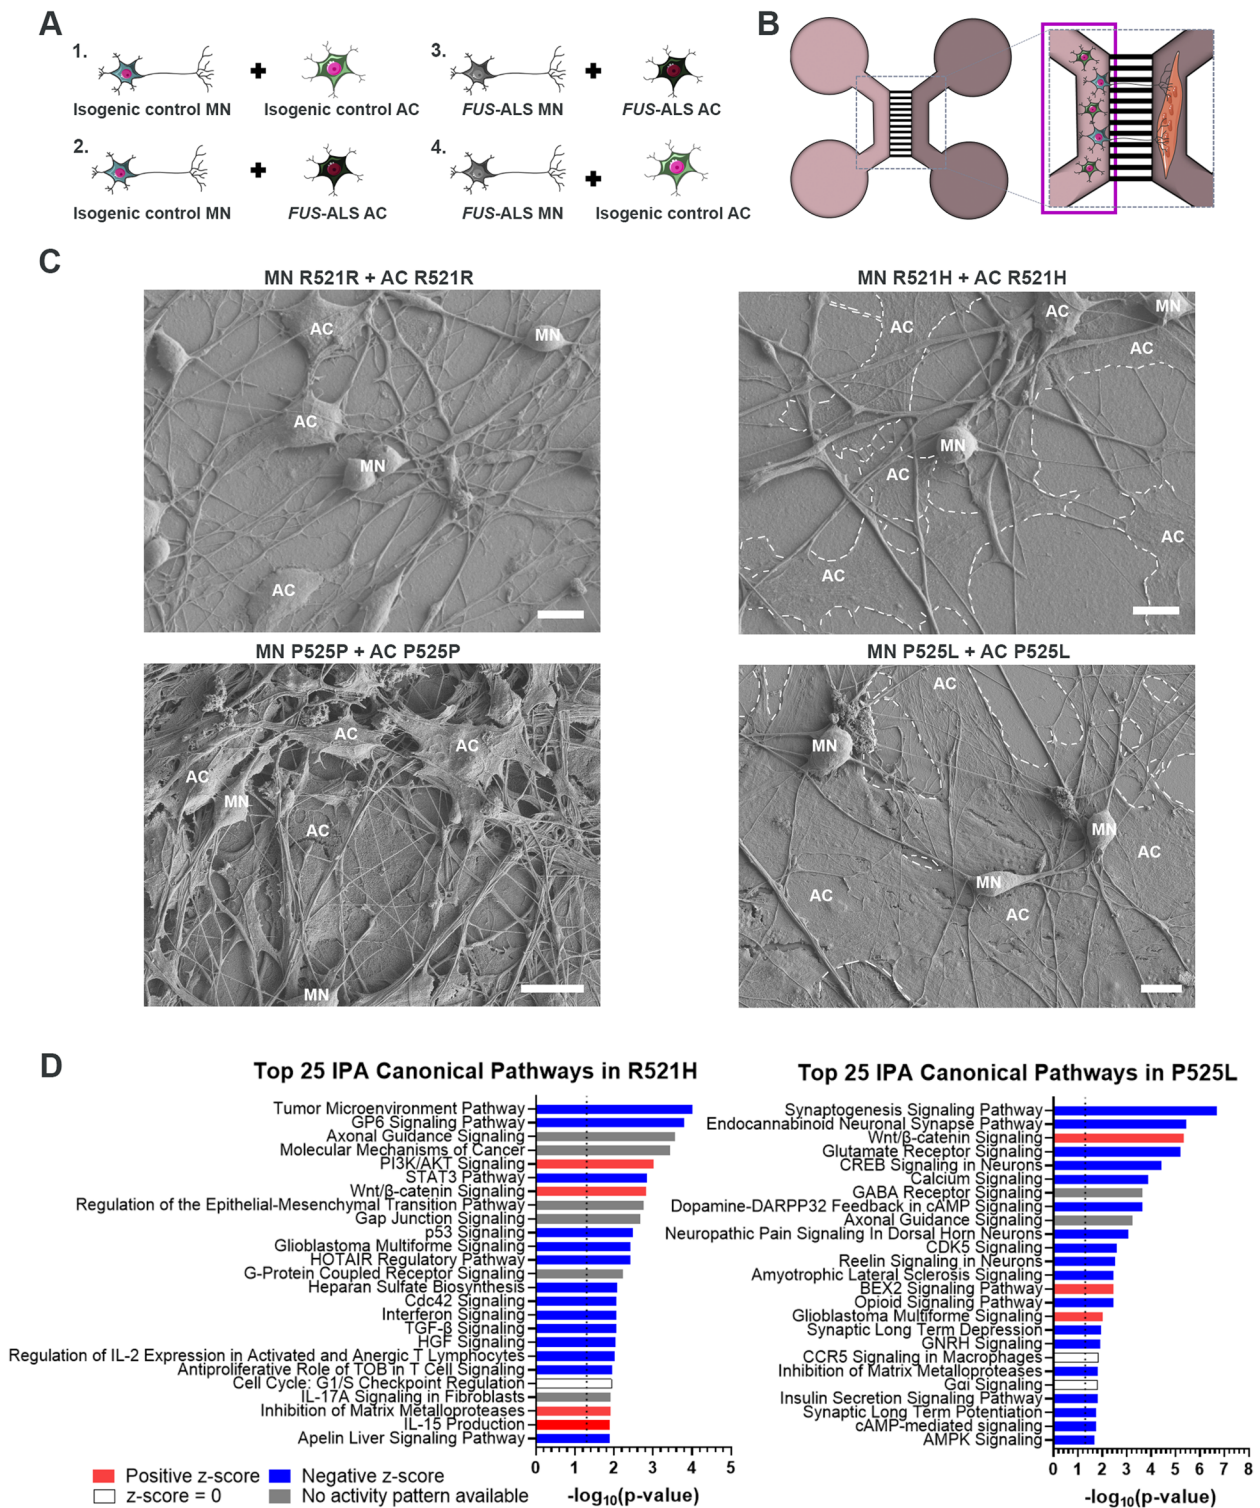 A
B
1.
Isogenic control MN
Isogenic control AC
3.
FUS-ALS MN
FUS-ALS AC
2.
Isogenic control MN
FUS-ALS AC
4.
FUS-ALS MN
Isogenic control AC
C
MN R521R + AC R521R
AC
MN
AC
MN
AC
MN R521H + AC R521H
AC
AC
MN
AC
MN
AC
AC
AC
MN P525P + AC P525P
AC
AC
AC
MN
AC
MN
MN P525L + AC P525L
AC
MN
MN
AC
MN
AC
AC
D
Top 25 IPA Canonical Pathways in R521H
Tumor Microenvironment Pathway
GP6 Signaling Pathway
Axonal Guidance Signaling
Molecular Mechanisms of Cancer
PI3K/AKT Signaling
STAT3 Pathway
Wnt/β-catenin Signaling
Regulation of the Epithelial-Mesenchymal Transition Pathway
Gap Junction Signaling
p53 Signaling
Glioblastoma Multiforme Signaling
HOTAIR Regulatory Pathway
G-Protein Coupled Receptor Signaling
Heparan Sulfate Biosynthesis
Cdc42 Signaling
Interferon Signaling
TGF-β Signaling
HGF Signaling
Regulation of IL-2 Expression in Activated and Anergic T Lymphocytes
Antiproliferative Role of TOB in T Cell Signaling
Cell Cycle: G1/S Checkpoint Regulation
IL-17A Signaling in Fibroblasts
Inhibition of Matrix Metalloproteases
IL-15 Production
Apelin Liver Signaling Pathway
0 1 2 3 4 5
-log10(p-value)
Top 25 IPA Canonical Pathways in P525L
Synaptogenesis Signaling Pathway
Endocannabinoid Neuronal Synapse Pathway
Wnt/β-catenin Signaling
Glutamate Receptor Signaling
CREB Signaling in Neurons
Calcium Signaling
GABA Receptor Signaling
Dopamine-DARPP32 Feedback in cAMP Signaling
Axonal Guidance Signaling
Neuropathic Pain Signaling In Dorsal Horn Neurons
CDK5 Signaling
Reelin Signaling in Neurons
Amyotrophic Lateral Sclerosis Signaling
BEX2 Signaling Pathway
Opioid Signaling Pathway
Glioblastoma Multiforme Signaling
Synaptic Long Term Depression
GNRH Signaling
CCR5 Signaling in Macrophages
Inhibition of Matrix Metalloproteases
Gαi Signaling
Insulin Secretion Signaling Pathway
Synaptic Long Term Potentiation
cAMP-mediated signaling
AMPK Signaling
0 1 2 3 4 5 6 7 8
-log10(p-value)
Positive z-score
Negative z-score
z-score = 0
No activity pattern available